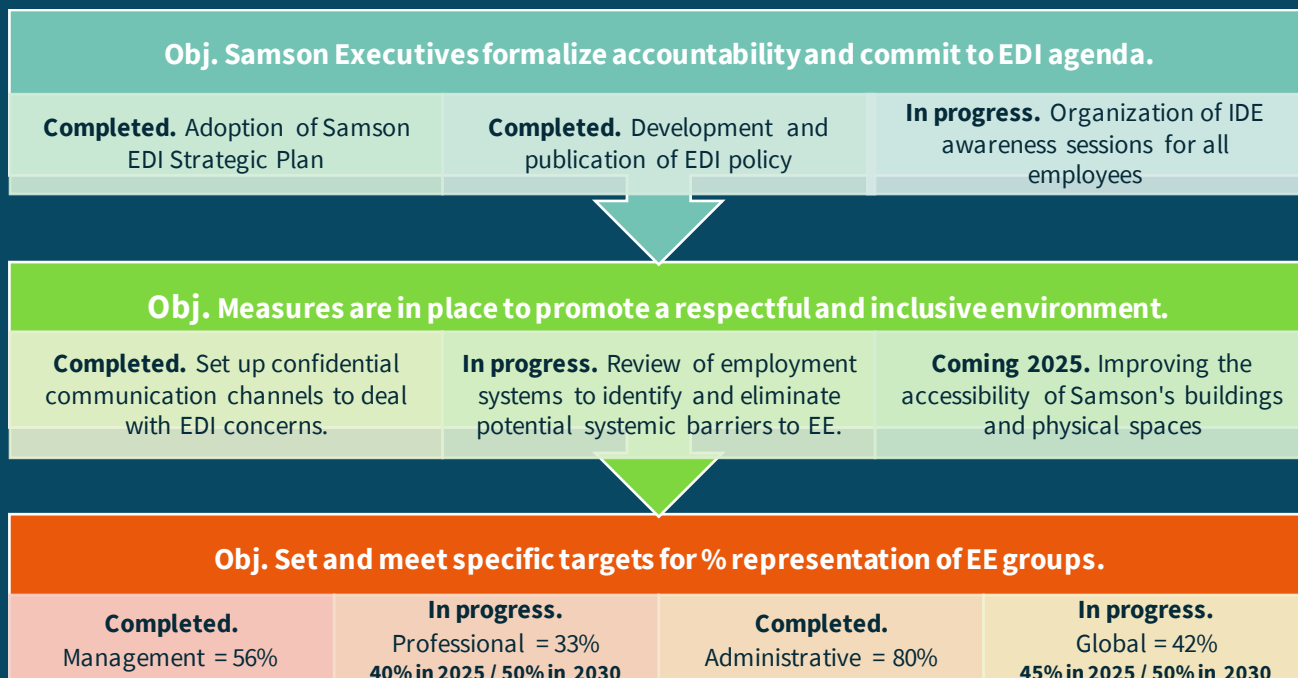 Obj. Samson Executives formalize accountability and commit to EDI agenda.
Completed. Adoption of Samson
EDI Strategic Plan
Completed. Development and
publication of EDI policy
In progress. Organization of IDE
awareness sessions for all
employees
Obj. Measures are in place to promote a respectful and inclusive environment.
Completed. Set up confidential
communication channels to deal
with EDI concerns.
In progress. Review of employment
systems to identify and eliminate
potential systemic barriers to EE.
Coming 2025. Improving the
accessibility of Samson's buildings
and physical spaces
Obj. Set and meet specific targets for % representation of EE groups.
Completed.
Management = 56%
In progress.
Professional = 33%
40% in 2025 / 50% in 2030
Completed.
Administrative = 80%
In progress.
Global = 42%
45% in 2025 / 50% in 2030